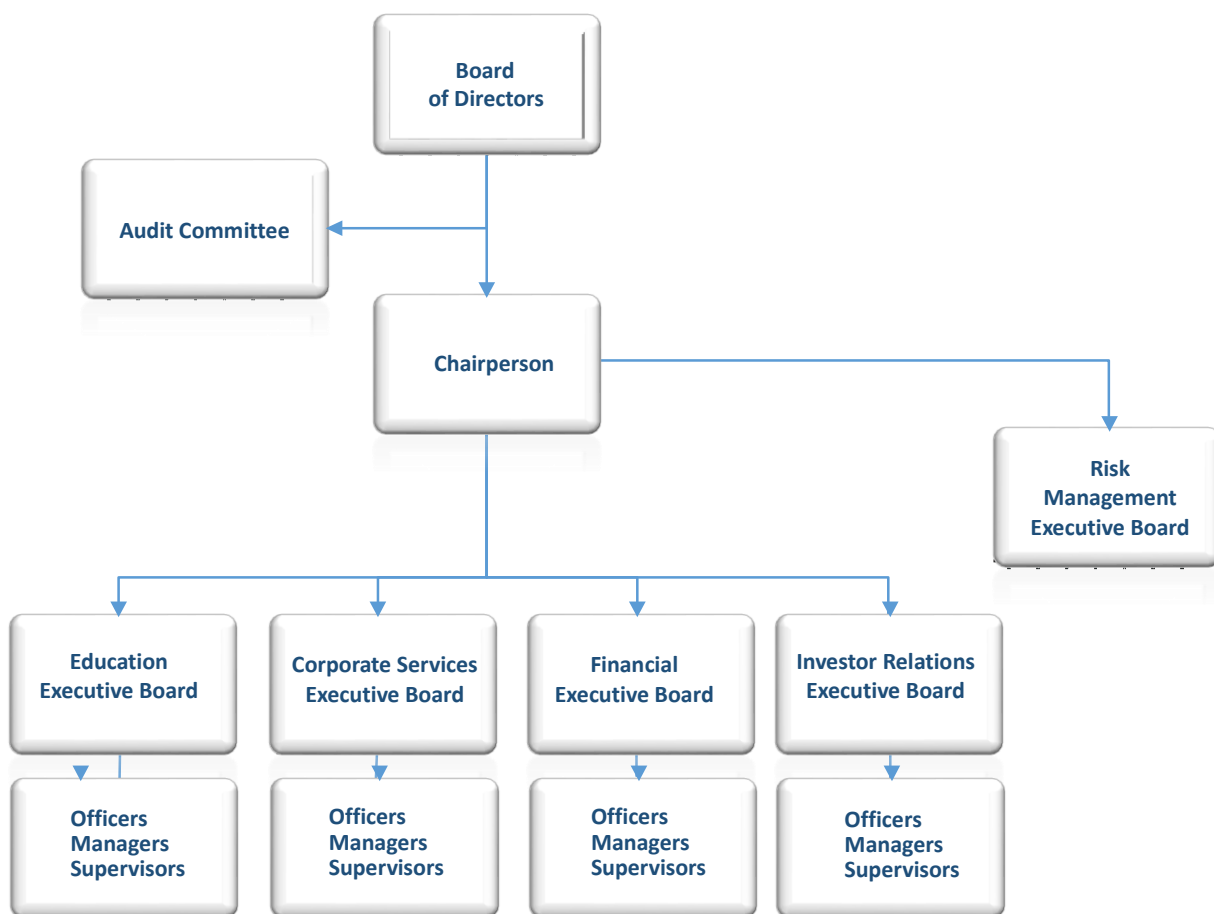 Board
of Directors
Audit Committee
Chairperson
Risk
Management
Executive Board
Education
Executive Board
Corporate Services
Executive Board
Financial
Executive Board
Investor Relations
Executive Board
Officers
Managers
Supervisors
Officers
Managers
Supervisors
Officers
Managers
Supervisors
Officers
Managers
Supervisors